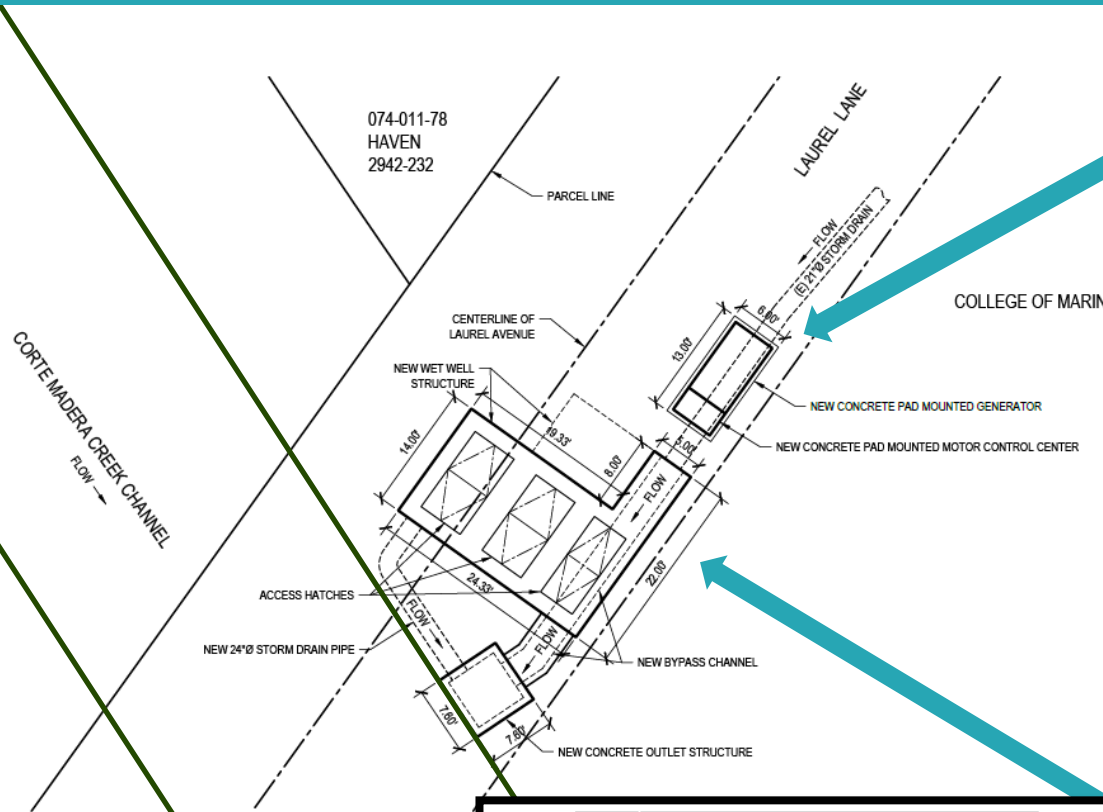 074-011-78
HAVEN
2942-232
PARCEL LINE
LAUREL LANE
FLOW
(E) 21"Ø STORM DRAIN
COLLEGE OF MARIN
CENTERLINE OF
LAUREL AVENUE
6.00'
13.00'
NEW WET WELL
STRUCTURE
NEW CONCRETE PAD MOUNTED GENERATOR
NEW CONCRETE PAD MOUNTED MOTOR CONTROL CENTER
CORTE MADERA CREEK CHANNEL
FLOW
14.00'
19.33'
8.00'
5.00'
FLOW
22.00'
24.33'
ACCESS HATCHES
FLOW
FLOW
NEW 24"Ø STORM DRAIN PIPE
NEW BYPASS CHANNEL
7.60'
7.60'
NEW CONCRETE OUTLET STRUCTURE